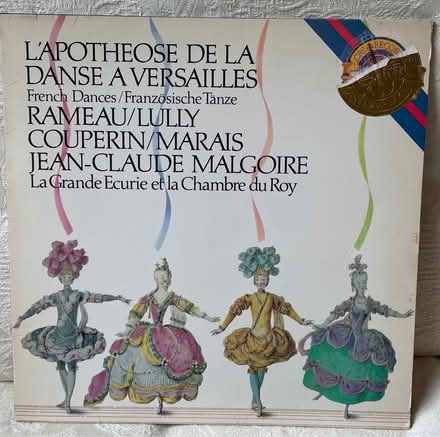 L'APOTHEOSE DE LA
DANSE A VERSAILLES
French Dances/Französische Tänze
RAMEAU/LULLY
COUPERIN/MARAIS
JEAN-CLAUDE MALGOIRE
La Grande Ecurie et la Chambre du Roy